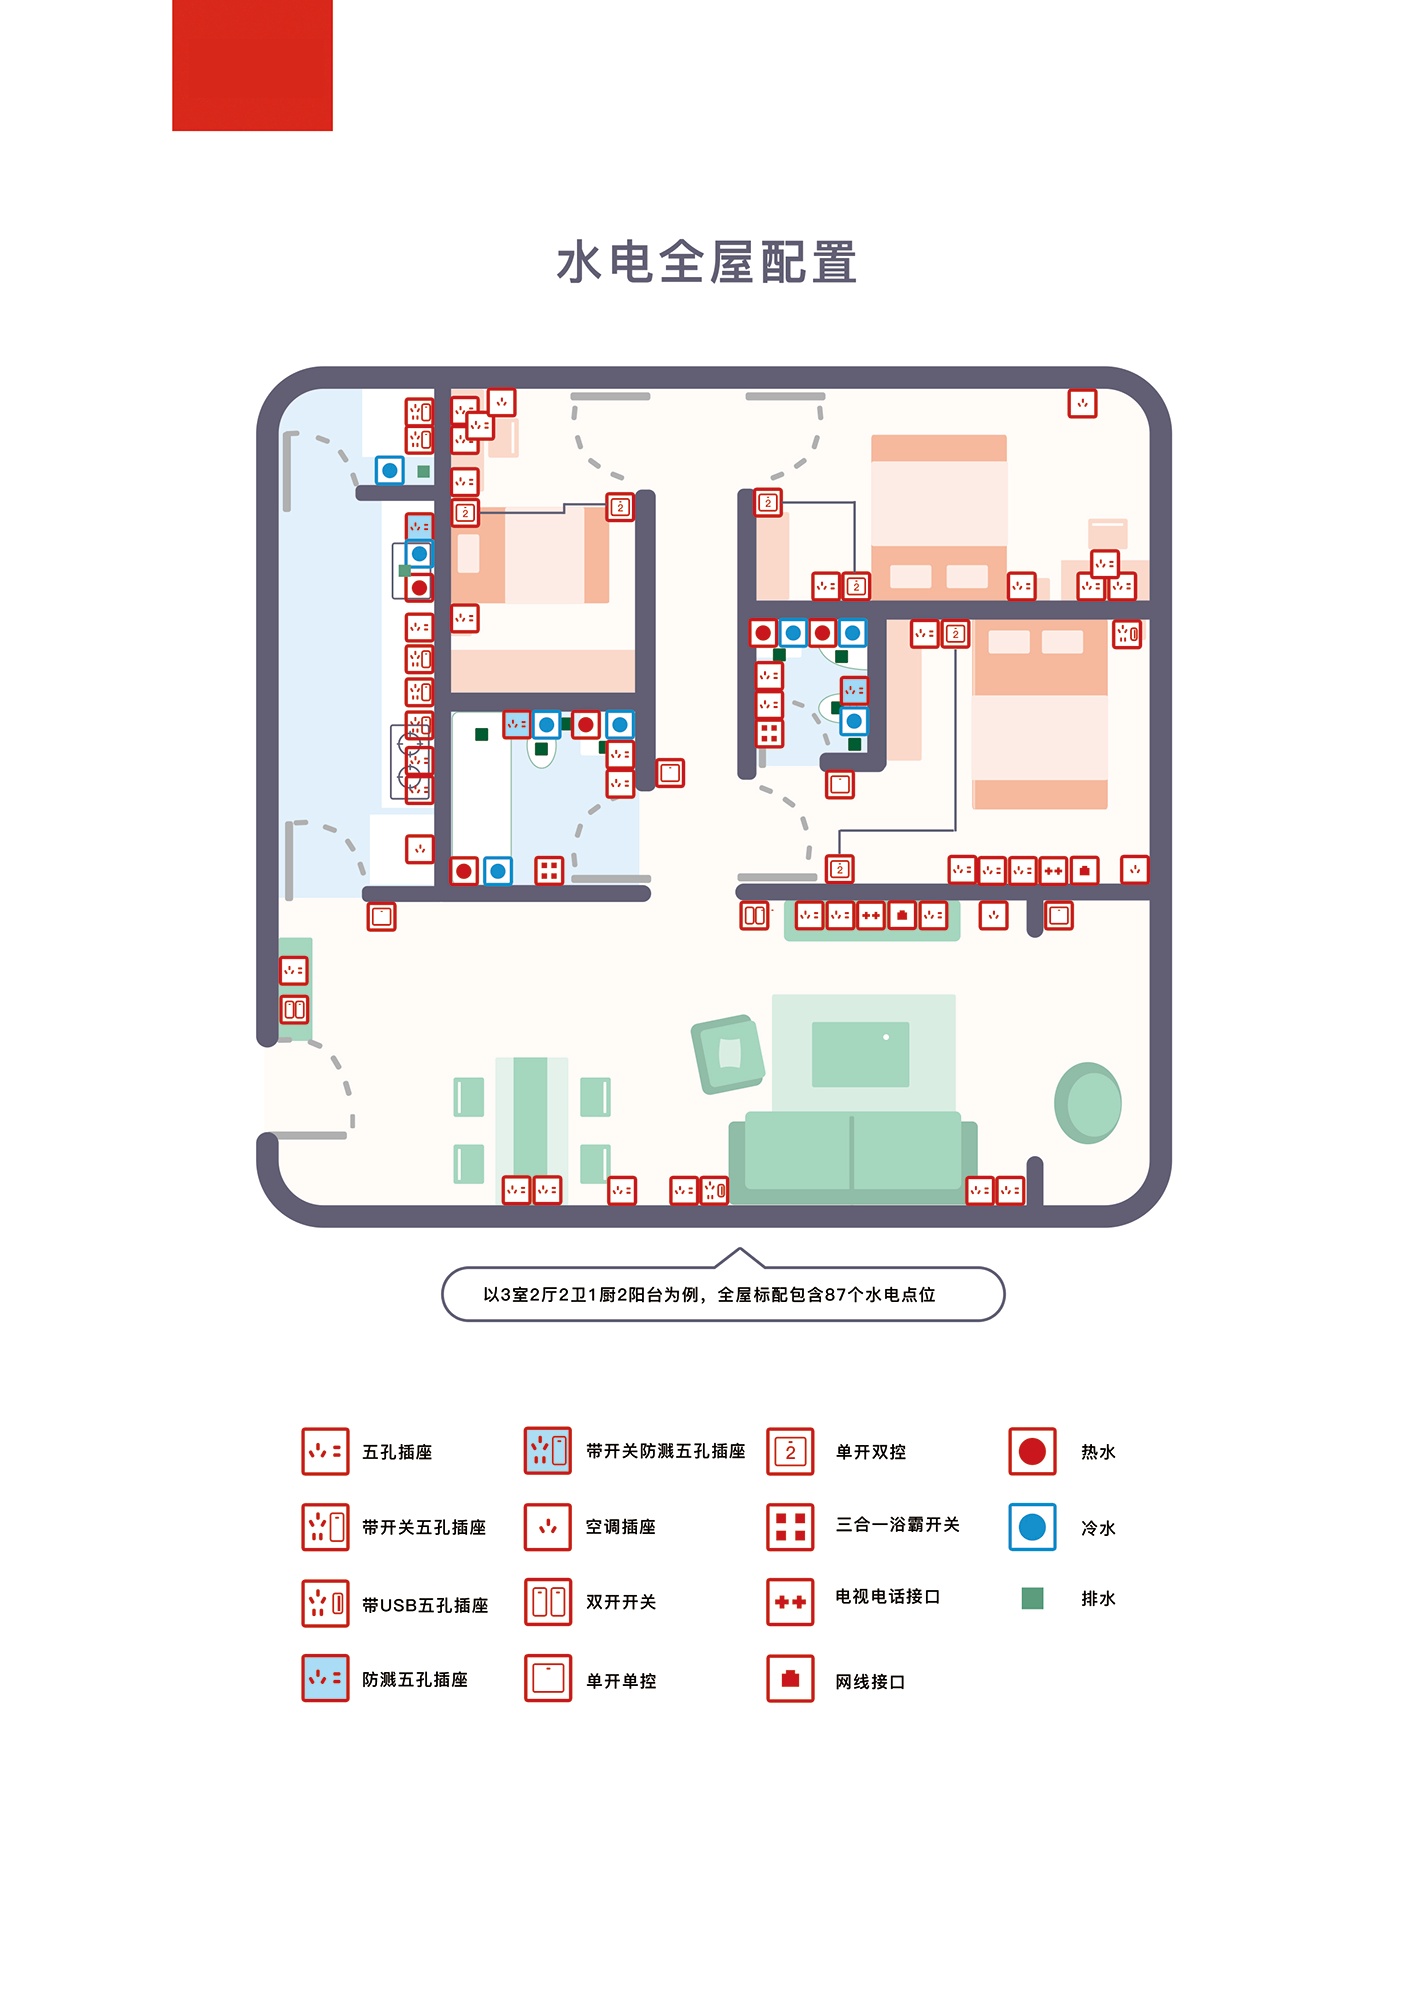 水电全屋配置
以3室2厅2卫1厨2阳台为例，全屋标配包含87个水电点位
五孔插座
带开关防溅五孔插座
2
单开双控
热水
带开关五孔插座
空调插座
三合一浴霸开关
冷水
带USB五孔插座
双开开关
电视电话接口
排水
防溅五孔插座
单开单控
网线接口